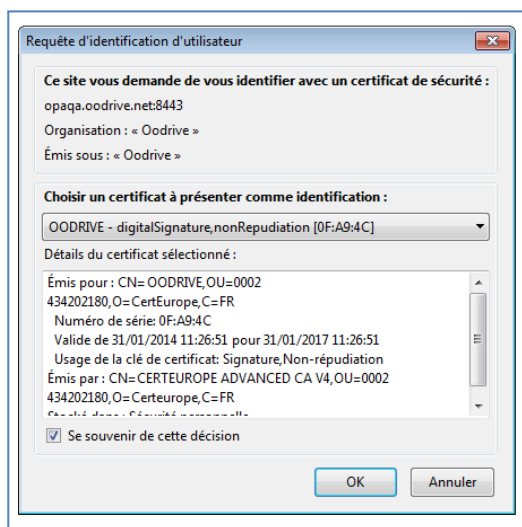 Requête d'identification d'utilisateur
Ce site vous demande de vous identifier avec un certificat de sécurité :
opaqa.oodrive.net:8443
Organisation : « Oodrive »
Émis sous : « Oodrive »
Choisir un certificat à présenter comme identification :
OODRIVE - digitalSignature,nonRepudiation [0F:A9:4C]
Détails du certificat sélectionné :
Émis pour : CN= OODRIVE,OU=0002
434202180,O=CertEurope,C=FR
Numéro de série: 0F:A9:4C
Valide de 31/01/2014 11:26:51 pour 31/01/2017 11:26:51
Usage de la clé de certificat: Signature,Non-répudiation
Émis par : CN=CERTEUROPE ADVANCED CA V4,OU=0002
434202180,O=Certeurope,C=FR
Stocké dans : Sécurité personnelle
Se souvenir de cette décision
OK
Annuler